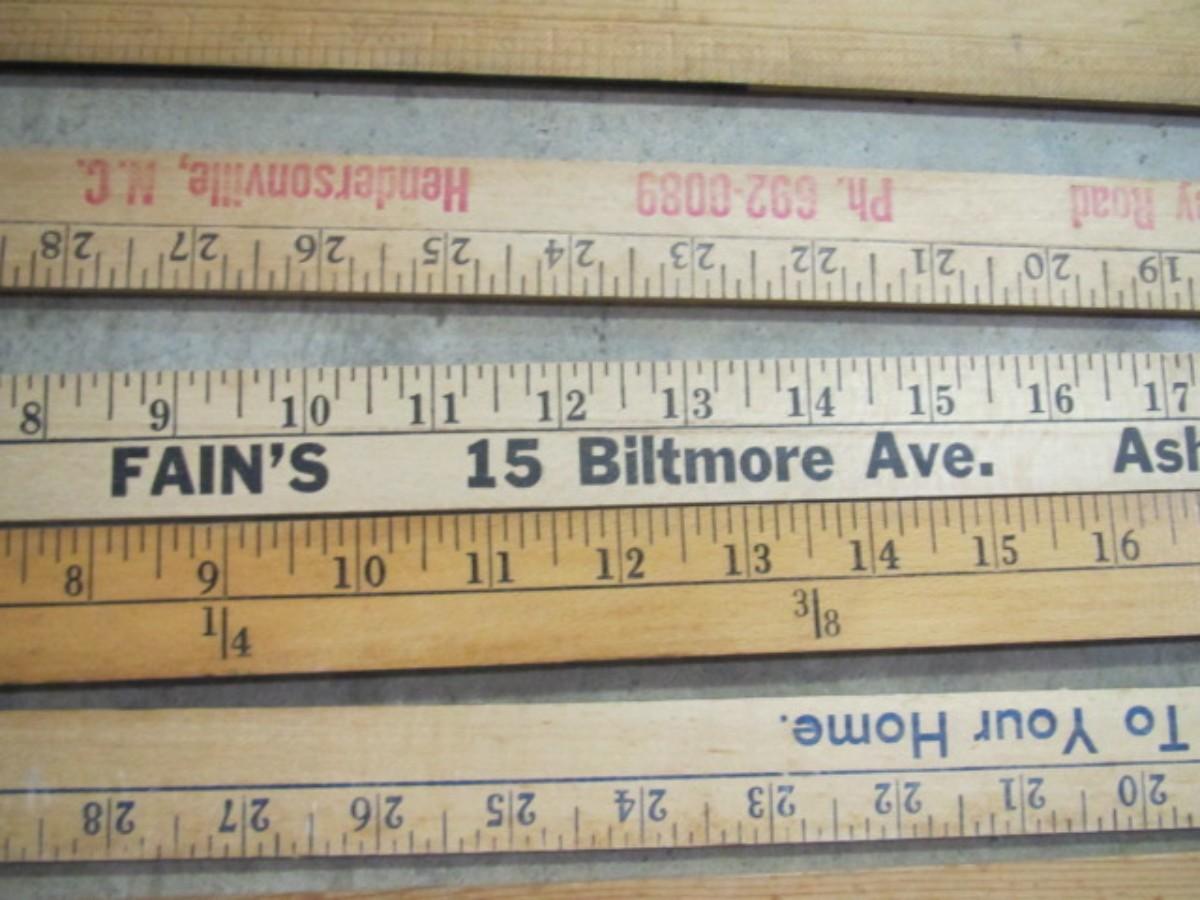 y Road Ph. 692-0089 Hendersonville, N.C.
19 20 21 22 23 24 25 26 27 28
8 9 10 11 12 13 14 15 16 17
FAIN'S 15 Biltmore Ave. Ash
8 9 10 11 12 13 14 15 16
1/4 3/8
To Your Home.
20 21 22 23 24 25 26 27 28